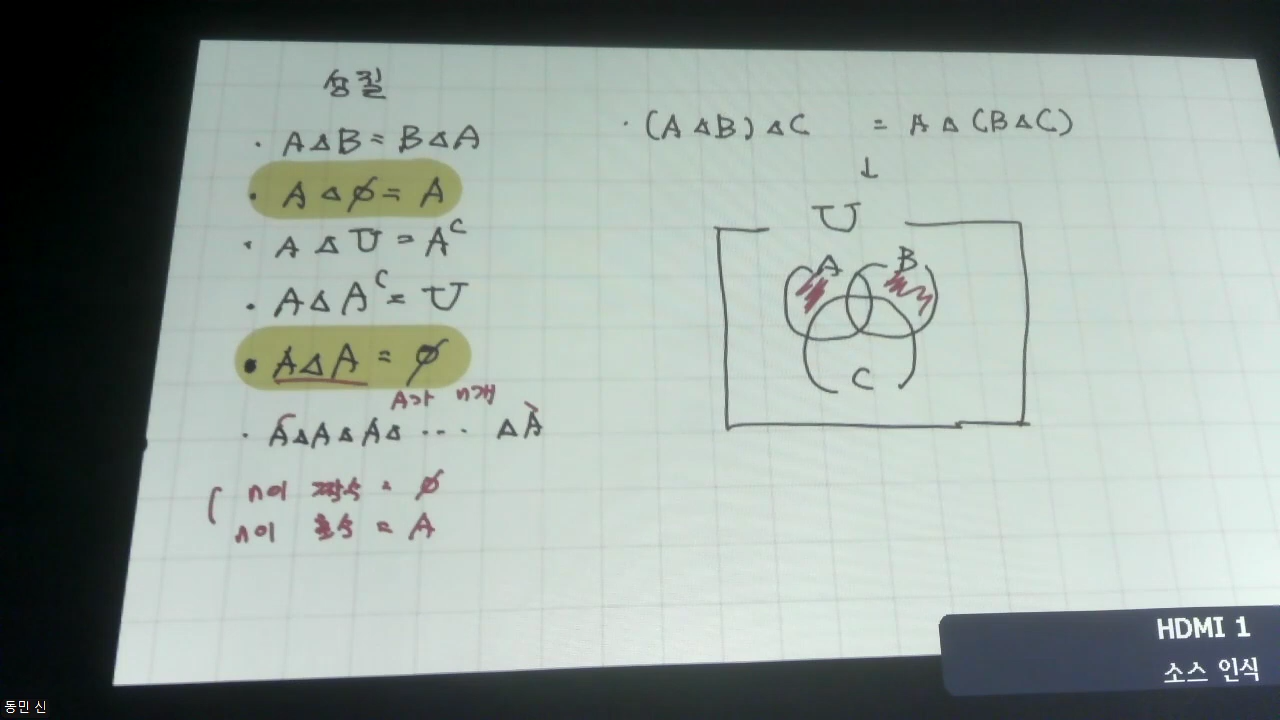 성질
· A△B = B△A
· A△∅ = A
· A△U = A^C
· A△A^C = U
· A△A = ∅
A가 n개
· A△A△A△ ··· △A
n이 짝수 = ∅
n이 홀수 = A
· (A△B)△C = A△(B△C)
↓
U
A B
C
HDMI 1
소스 인식
동민 신